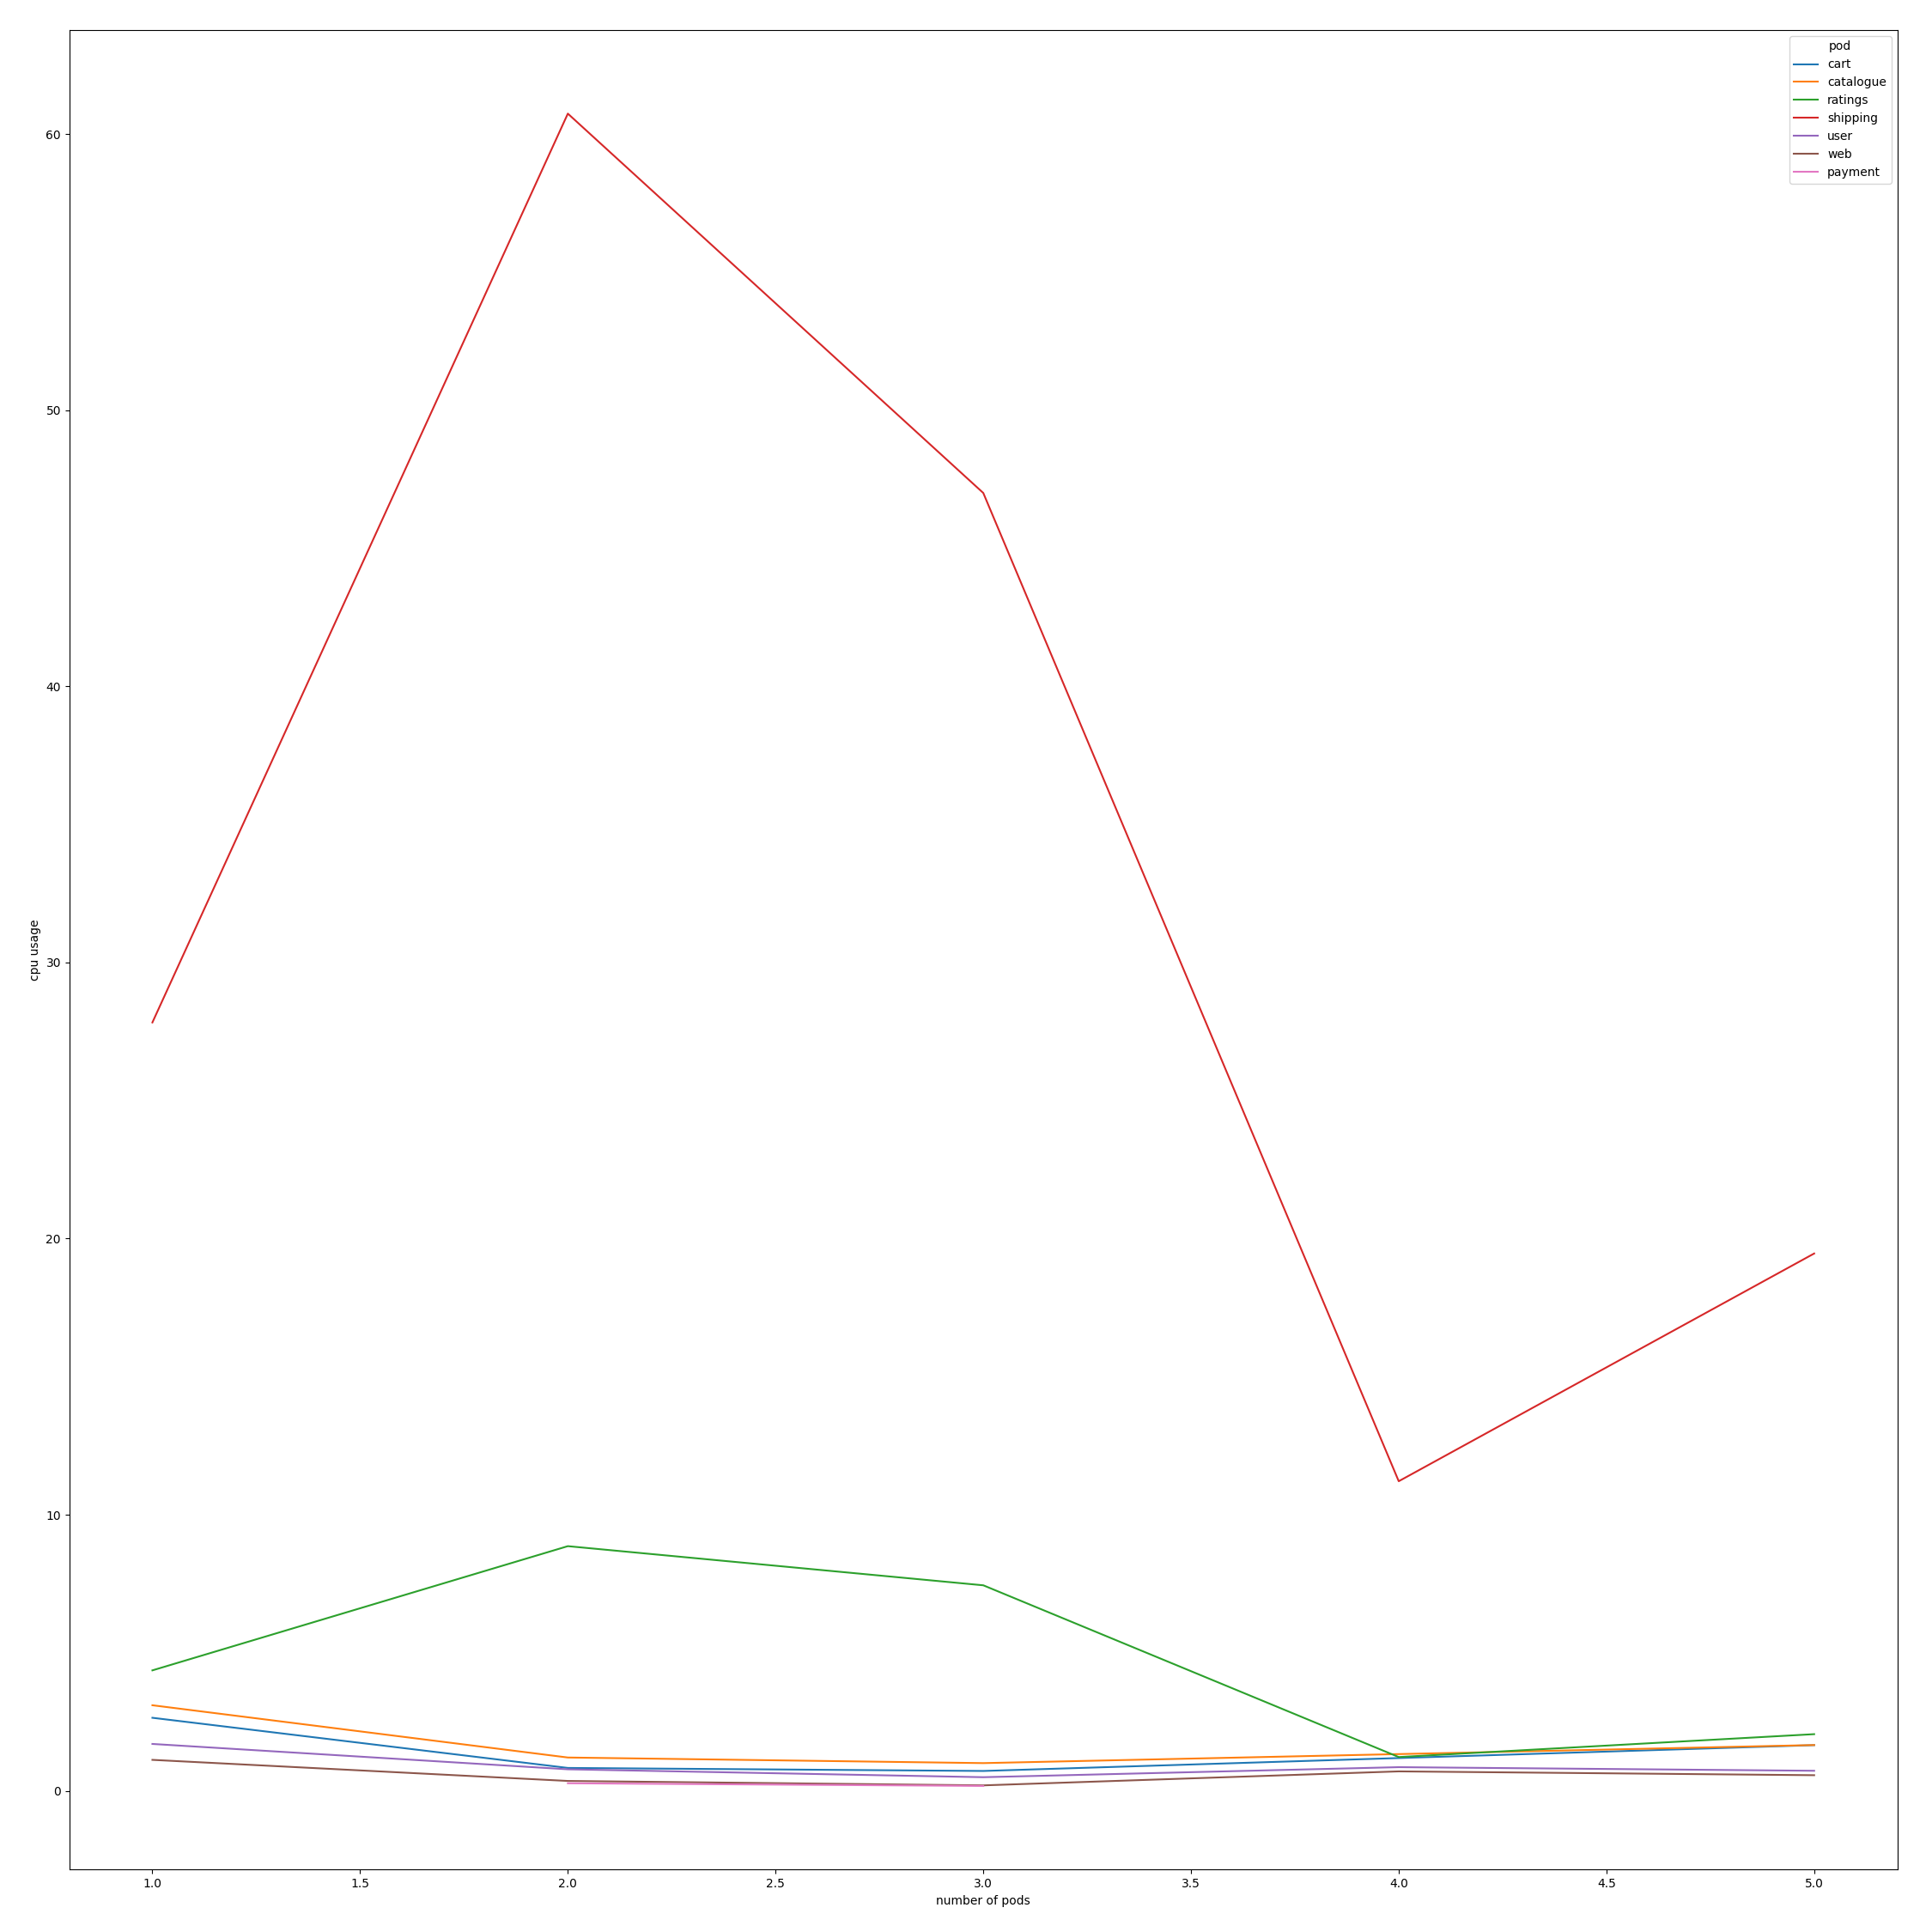 pod
cart
catalogue
ratings
shipping
user
web
payment
60
50
40
30
20
10
0
cpu usage
1.0 1.5 2.0 2.5 3.0 3.5 4.0 4.5 5.0
number of pods